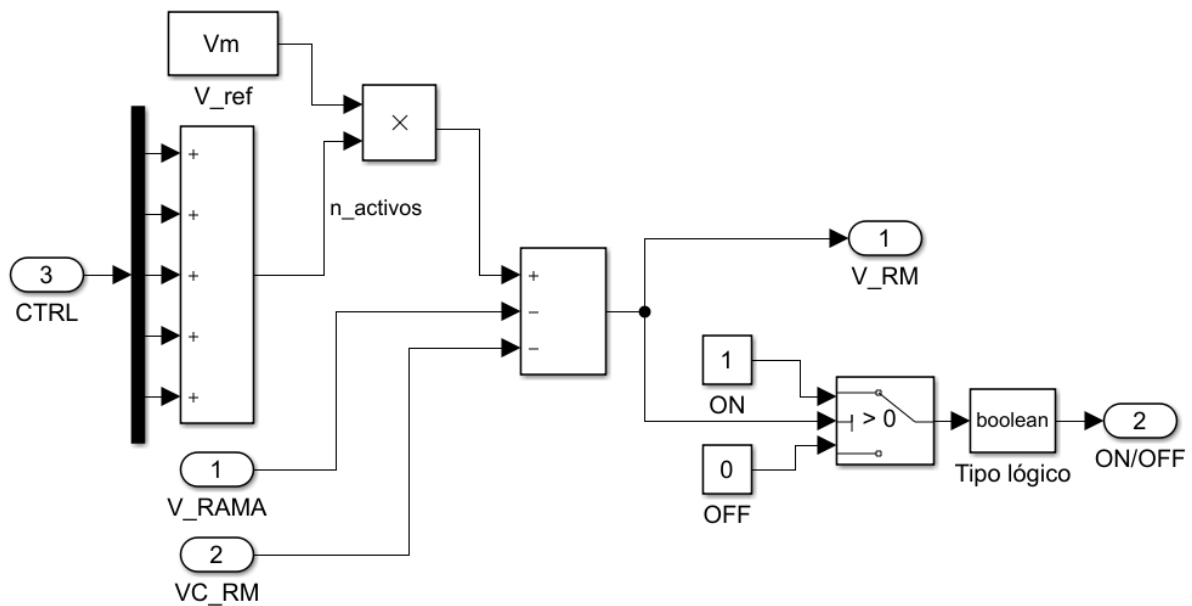 Vm
V_ref
×
n_activos
+
+
+
+
+
3
CTRL
1
V_RAMA
2
VC_RM
+
−
−
1
V_RM
1
ON
> 0
0
OFF
boolean
Tipo lógico
2
ON/OFF